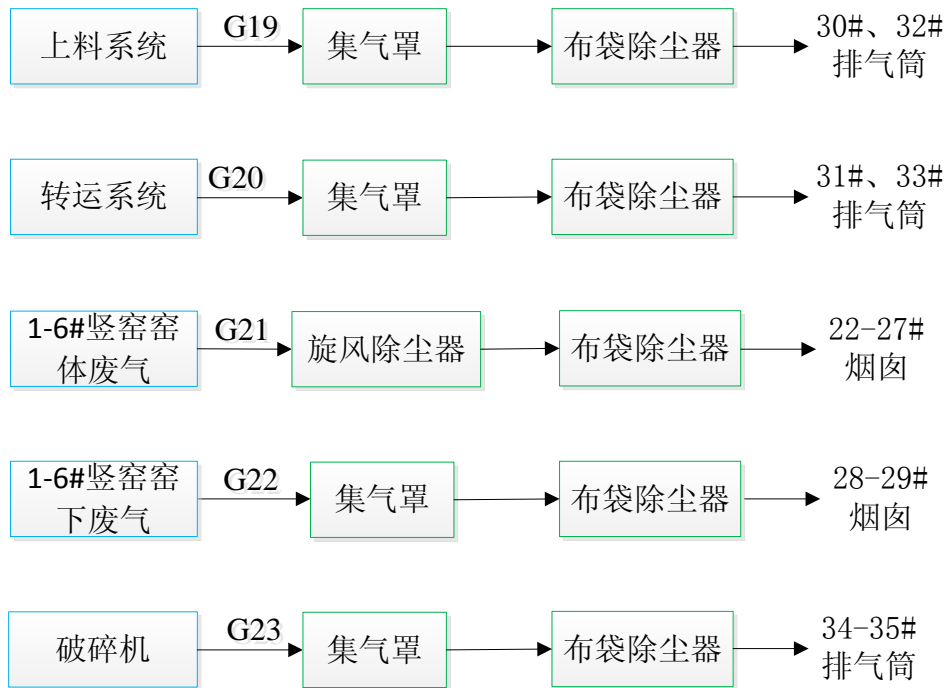 上料系统
G19
集气罩
布袋除尘器
30#、32#
排气筒
转运系统
G20
集气罩
布袋除尘器
31#、33#
排气筒
1-6#竖窑窑
体废气
G21
旋风除尘器
布袋除尘器
22-27#
烟囱
1-6#竖窑窑
下废气
G22
集气罩
布袋除尘器
28-29#
烟囱
破碎机
G23
集气罩
布袋除尘器
34-35#
排气筒